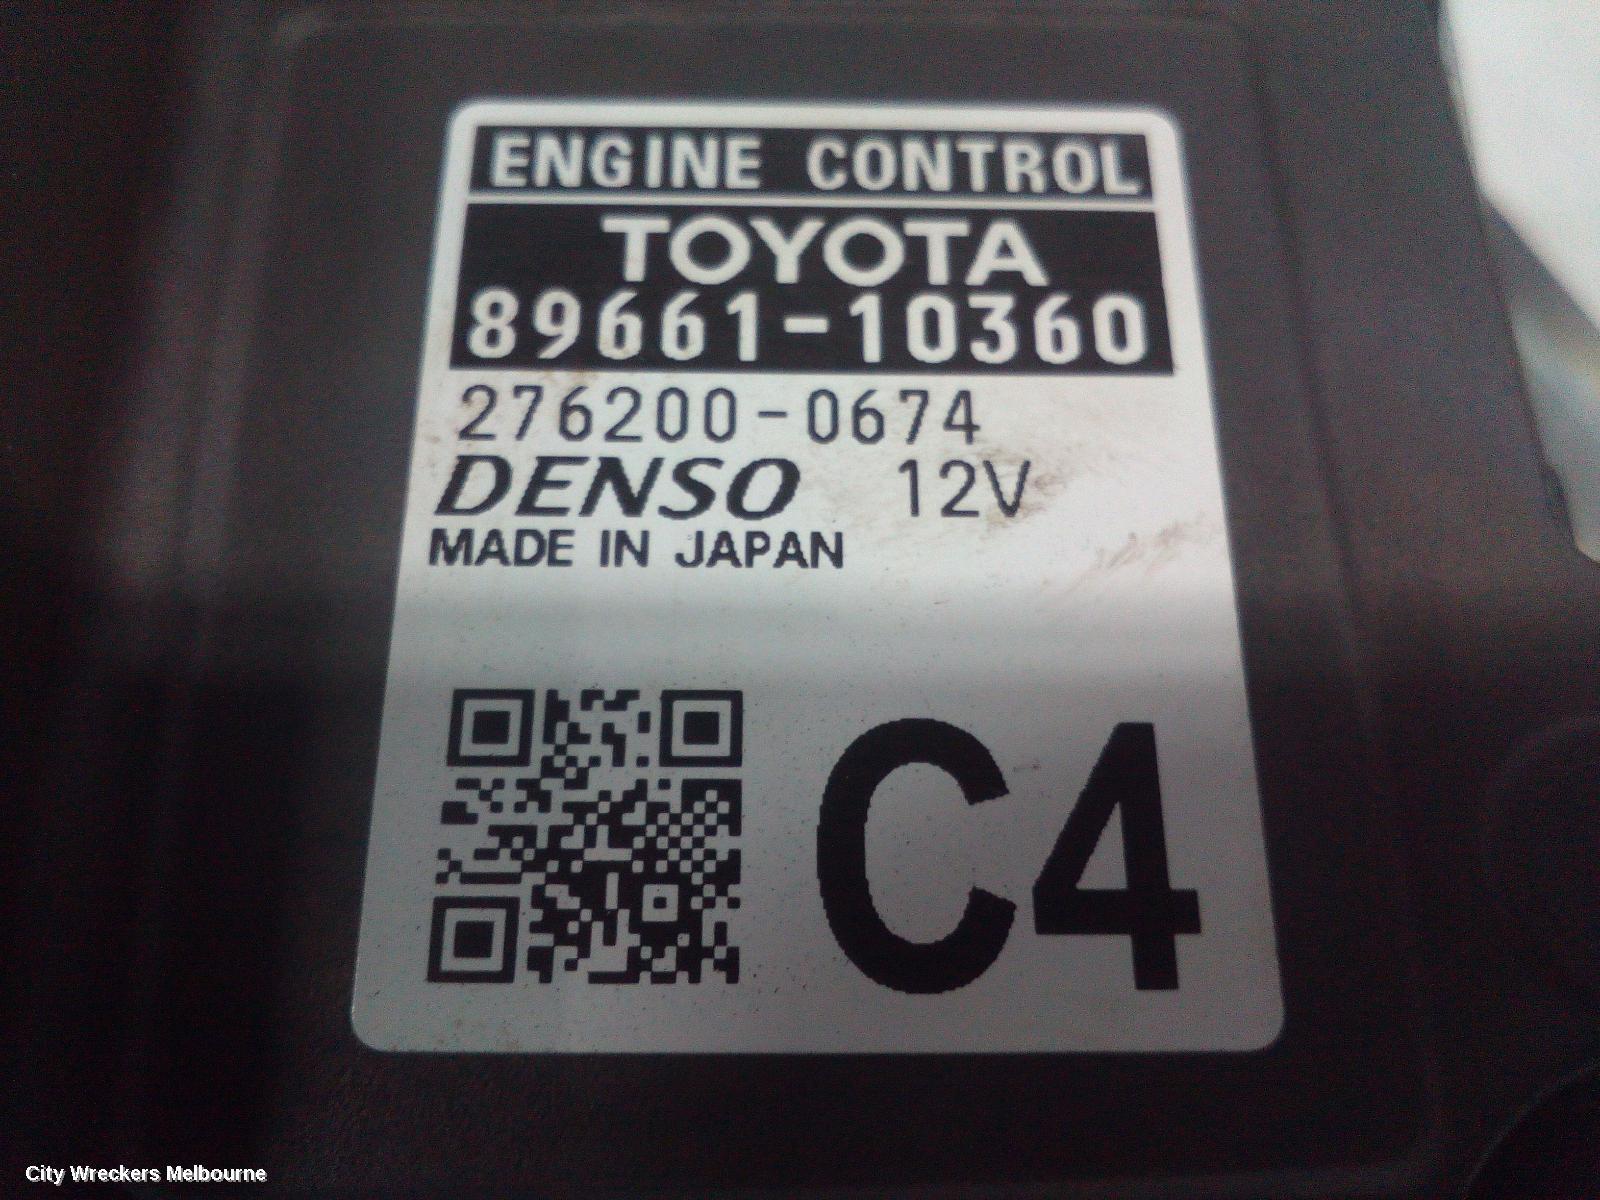 ENGINE CONTROL
TOYOTA
89661-10360
276200-0674
DENSO 12V
MADE IN JAPAN
C4
City Wreckers Melbourne